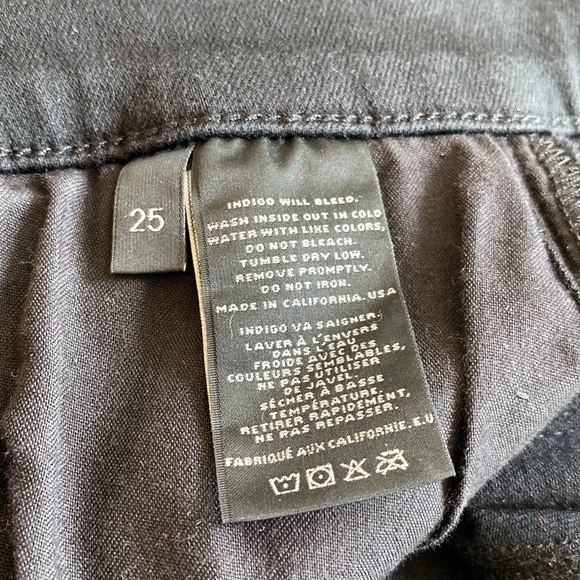 25
INDIGO WILL BLEED.
WASH INSIDE OUT IN COLD
WATER WITH LIKE COLORS,
DO NOT BLEACH.
TUMBLE DRY LOW.
REMOVE PROMPTLY.
DO NOT IRON.
MADE IN CALIFORNIA. USA
INDIGO VA SAIGNER.
LAVER À L'ENVERS
DANS L'EAU
FROIDE AVEC DES
COULEURS SEMBLABLES,
NE PAS UTILISER
DE JAVEL.
SÉCHER À BASSE
TEMPÉRATURE.
RETIRER RAPIDEMENT,
NE PAS REPASSER.
FABRIQUÉ AUX CALIFORNIE. E.U